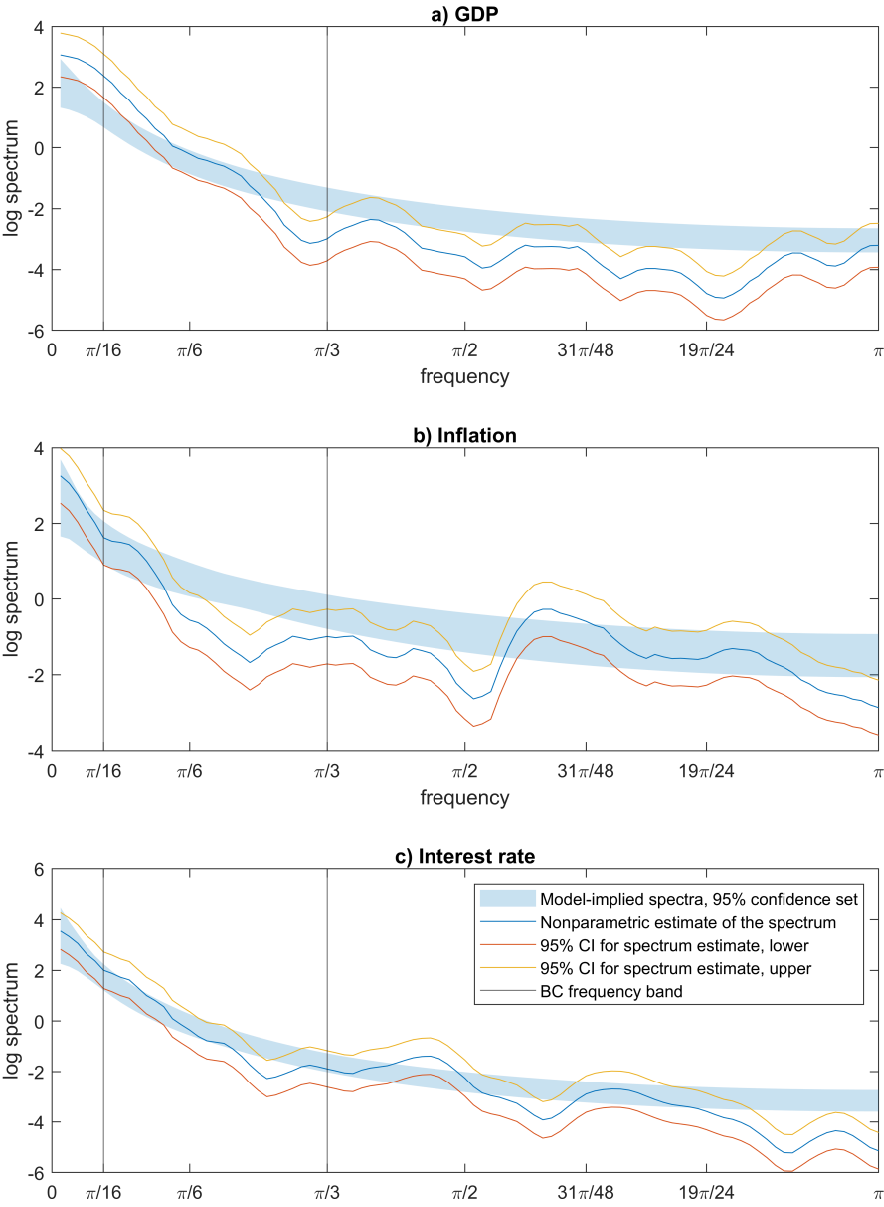 a) GDP
4
2
0
-2
-4
-6
log spectrum
0 π/16 π/6 π/3 π/2 31π/48 19π/24 π
frequency
b) Inflation
4
2
0
-2
-4
log spectrum
0 π/16 π/6 π/3 π/2 31π/48 19π/24 π
frequency
c) Interest rate
6
4
2
0
-2
-4
-6
log spectrum
Model-implied spectra, 95% confidence set
Nonparametric estimate of the spectrum
95% CI for spectrum estimate, lower
95% CI for spectrum estimate, upper
BC frequency band
0 π/16 π/6 π/3 π/2 31π/48 19π/24 π